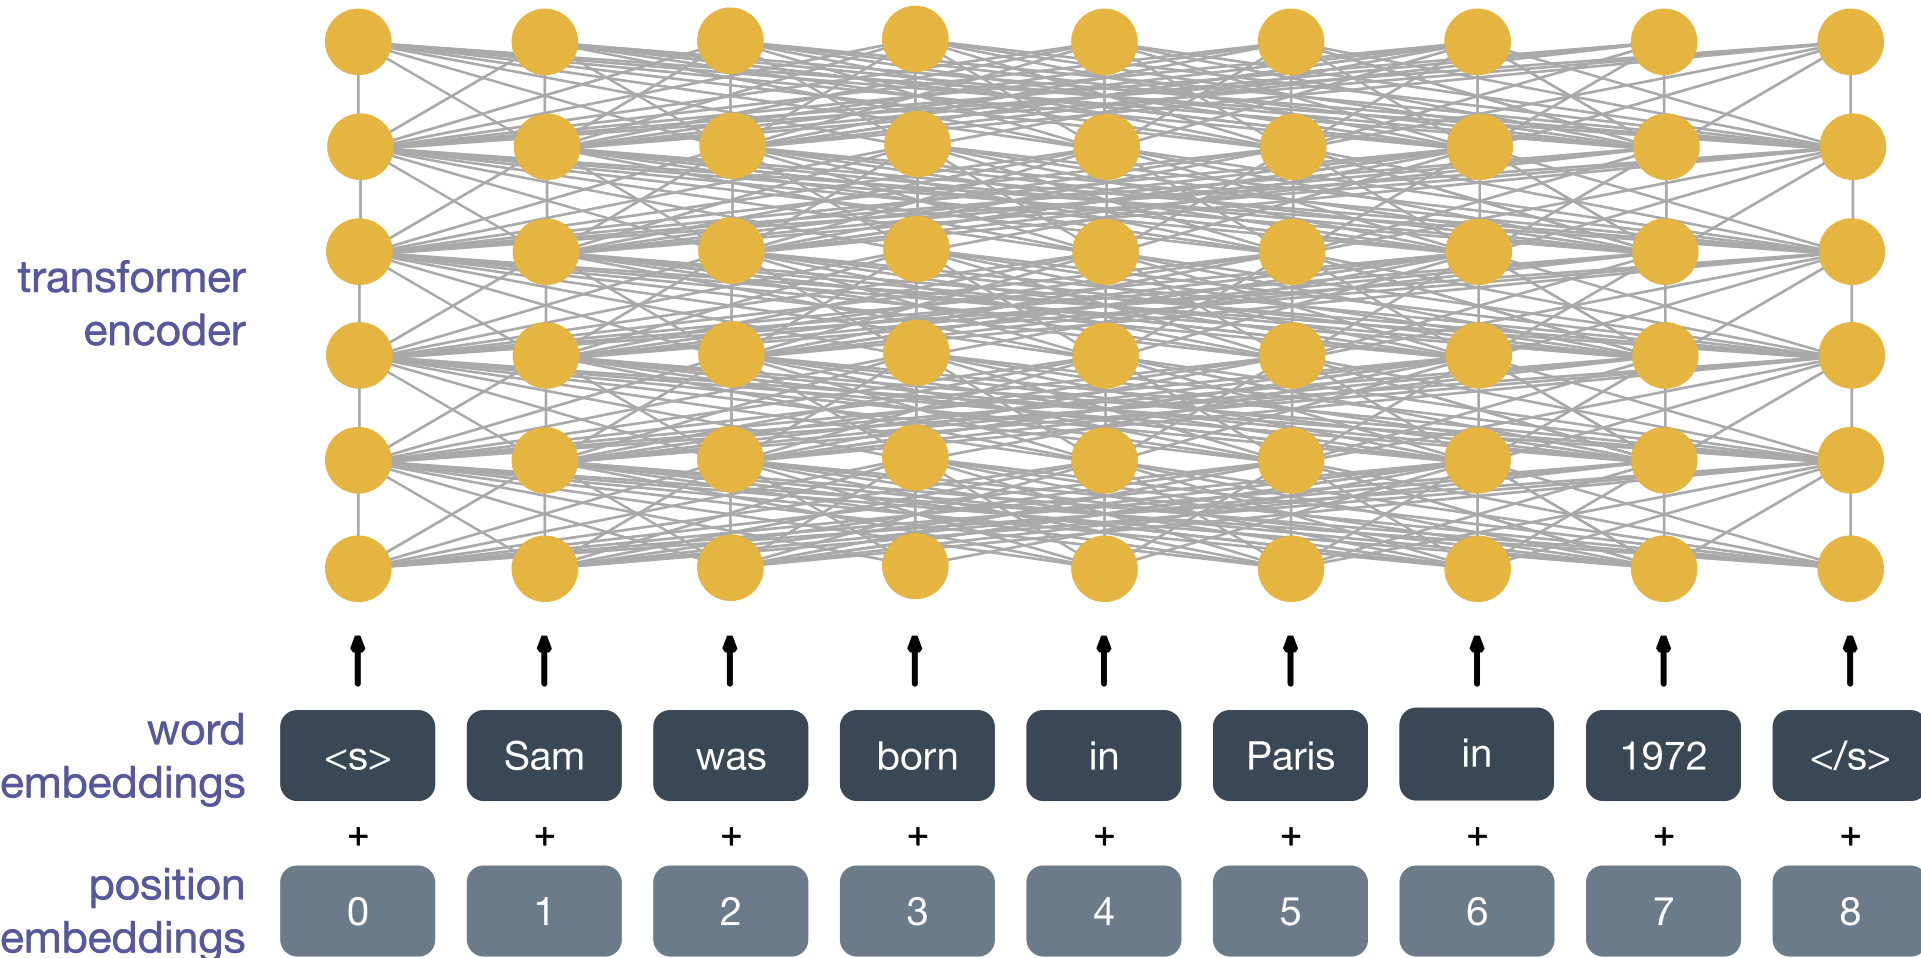 transformer
encoder
word
embeddings
<s> Sam was born in Paris in 1972 </s>
+ + + + + + + + +
position
embeddings
0 1 2 3 4 5 6 7 8